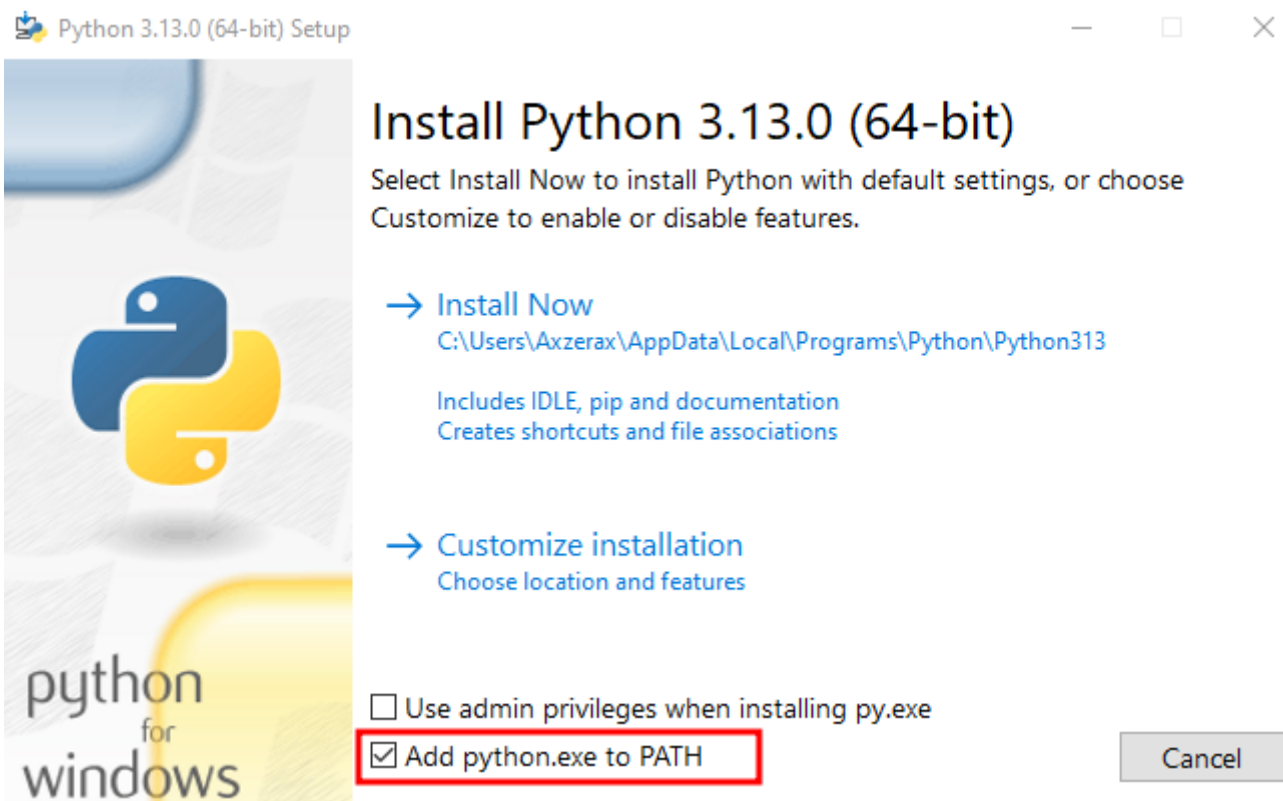 Python 3.13.0 (64-bit) Setup
Install Python 3.13.0 (64-bit)
Select Install Now to install Python with default settings, or choose
Customize to enable or disable features.
Install Now
C:\Users\Axzerax\AppData\Local\Programs\Python\Python313
Includes IDLE, pip and documentation
Creates shortcuts and file associations
Customize installation
Choose location and features
python
for
windows
Use admin privileges when installing py.exe
Add python.exe to PATH
Cancel